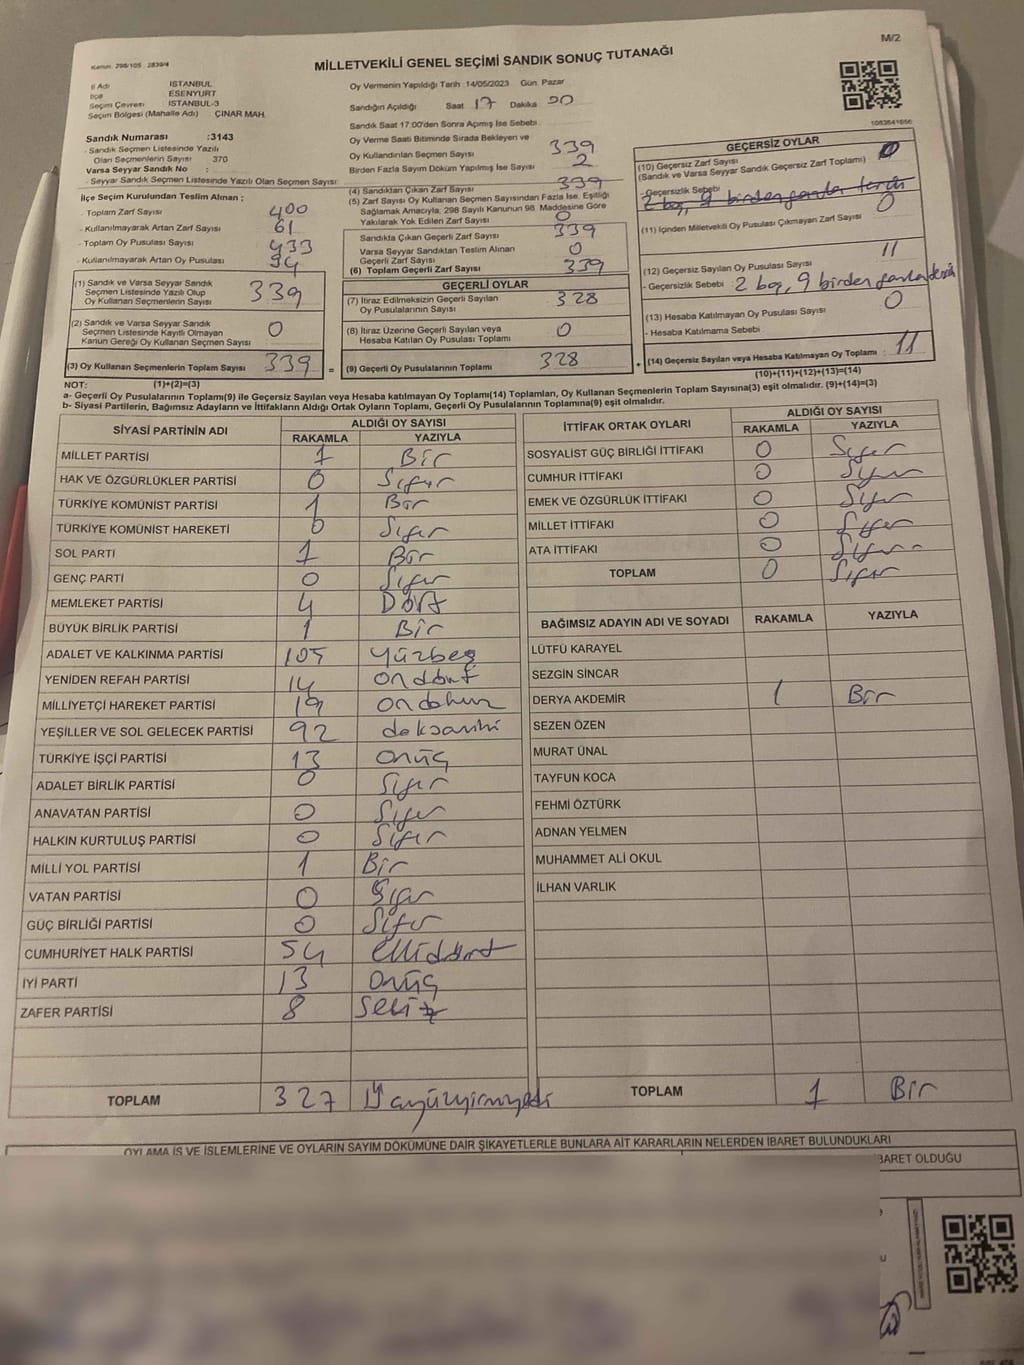 M/2
Kanun: 298/105 2839/4
MİLLETVEKİLİ GENEL SEÇİMİ SANDIK SONUÇ TUTANAĞI
İl Adı İSTANBUL
İlçe ESENYURT
Seçim Çevresi İSTANBUL-3
Seçim Bölgesi (Mahalle Adı) ÇINAR MAH.
Sandık Numarası :3143
- Sandık Seçmen Listesinde Yazılı
Olan Seçmenlerin Sayısı 370
Varsa Seyyar Sandık No :
- Seyyar Sandık Seçmen Listesinde Yazılı Olan Seçmen Sayısı:
İlçe Seçim Kurulundan Teslim Alınan ;
- Toplam Zarf Sayısı 400
- Kullanılmayarak Artan Zarf Sayısı 61
- Toplam Oy Pusulası Sayısı 433
- Kullanılmayarak Artan Oy Pusulası 94
(1) Sandık ve Varsa Seyyar Sandık
Seçmen Listesinde Yazılı Olup
Oy Kullanan Seçmenlerin Sayısı 339
(2) Sandık ve Varsa Seyyar Sandık
Seçmen Listesinde Kayıtlı Olmayan
Kanun Gereği Oy Kullanan Seçmen Sayısı 0
(3) Oy Kullanan Seçmenlerin Toplam Sayısı 339 =
(1)+(2)=(3)
Oy Vermenin Yapıldığı Tarih :14/05/2023 Gün: Pazar
Sandığın Açıldığı Saat 17 Dakika 20
Sandık Saat 17:00'den Sonra Açılmış İse Sebebi :
Oy Verme Saati Bitiminde Sırada Bekleyen ve
Oy Kullandırılan Seçmen Sayısı 339
Birden Fazla Sayım Döküm Yapılmış İse Sayısı 2
(4) Sandıktan Çıkan Zarf Sayısı 339
(5) Zarf Sayısı Oy Kullanan Seçmen Sayısından Fazla İse, Eşitliği
Sağlamak Amacıyla, 298 Sayılı Kanunun 98. Maddesine Göre
Yakılarak Yok Edilen Zarf Sayısı 0
Sandıkta Çıkan Geçerli Zarf Sayısı 339
Varsa Seyyar Sandıktan Teslim Alınan
Geçerli Zarf Sayısı 0
(6) Toplam Geçerli Zarf Sayısı 339
GEÇERLİ OYLAR
(7) İtiraz Edilmeksizin Geçerli Sayılan
Oy Pusulalarının Sayısı 328
(8) İtiraz Üzerine Geçerli Sayılan veya
Hesaba Katılan Oy Pusulası Toplamı 0
(9) Geçerli Oy Pusulalarının Toplamı 328 +
1083641656
GEÇERSİZ OYLAR
(10) Geçersiz Zarf Sayısı 0
(Sandık ve Varsa Seyyar Sandık Geçersiz Zarf Toplamı)
-Geçersizlik Sebebi
2 boş, 9 birden fazla tercih
(11) İçinden Milletvekili Oy Pusulası Çıkmayan Zarf Sayısı 0
(12) Geçersiz Sayılan Oy Pusulası Sayısı 11
- Geçersizlik Sebebi 2 boş, 9 birden fazla tercih
(13) Hesaba Katılmayan Oy Pusulası Sayısı 0
- Hesaba Katılmama Sebebi
(14) Geçersiz Sayılan veya Hesaba Katılmayan Oy Toplamı : 11
(10)+(11)+(12)+(13)=(14)
NOT:
a- Geçerli Oy Pusulalarının Toplamı(9) ile Geçersiz Sayılan veya Hesaba katılmayan Oy Toplamı(14) Toplamları, Oy Kullanan Seçmenlerin Toplam Sayısına(3) eşit olmalıdır. (9)+(14)=(3)
b- Siyasi Partilerin, Bağımsız Adayların ve İttifakların Aldığı Ortak Oyların Toplamı, Geçerli Oy Pusulalarının Toplamına(9) eşit olmalıdır.
SİYASİ PARTİNİN ADI ALDIĞI OY SAYISI
RAKAMLA YAZIYLA
MİLLET PARTİSİ 1 Bir
HAK VE ÖZGÜRLÜKLER PARTİSİ 0 Sıfır
TÜRKİYE KOMÜNİST PARTİSİ 1 Bir
TÜRKİYE KOMÜNİST HAREKETİ 0 Sıfır
SOL PARTİ 1 Bir
GENÇ PARTİ 0 Sıfır
MEMLEKET PARTİSİ 4 Dört
BÜYÜK BİRLİK PARTİSİ 1 Bir
ADALET VE KALKINMA PARTİSİ 105 Yüzbeş
YENİDEN REFAH PARTİSİ 14 ondört
MİLLİYETÇİ HAREKET PARTİSİ 19 ondokuz
YEŞİLLER VE SOL GELECEK PARTİSİ 92 doksaniki
TÜRKİYE İŞÇİ PARTİSİ 13 onüç
ADALET BİRLİK PARTİSİ 0 Sıfır
ANAVATAN PARTİSİ 0 Sıfır
HALKIN KURTULUŞ PARTİSİ 0 Sıfır
MİLLİ YOL PARTİSİ 1 Bir
VATAN PARTİSİ 0 Sıfır
GÜÇ BİRLİĞİ PARTİSİ 0 Sıfır
CUMHURİYET HALK PARTİSİ 54 ellidört
İYİ PARTİ 13 Onüç
ZAFER PARTİSİ 8 Sekiz
TOPLAM 327 Üçyüzyirmiyedi
İTTİFAK ORTAK OYLARI ALDIĞI OY SAYISI
RAKAMLA YAZIYLA
SOSYALİST GÜÇ BİRLİĞİ İTTİFAKI 0 Sıfır
CUMHUR İTTİFAKI 0 Sıfır
EMEK VE ÖZGÜRLÜK İTTİFAKI 0 Sıfır
MİLLET İTTİFAKI 0 Sıfır
ATA İTTİFAKI 0 Sıfır
TOPLAM 0 Sıfır
BAĞIMSIZ ADAYIN ADI VE SOYADI RAKAMLA YAZIYLA
LÜTFÜ KARAYEL
SEZGİN SİNCAR
DERYA AKDEMİR 1 Bir
SEZEN ÖZEN
MURAT ÜNAL
TAYFUN KOCA
FEHMİ ÖZTÜRK
ADNAN YELMEN
MUHAMMET ALİ OKUL
İLHAN VARLIK
TOPLAM 1 Bir
OYLAMA İŞ VE İŞLEMLERİNE VE OYLARIN SAYIM DÖKÜMÜNE DAİR ŞİKAYETLERLE BUNLARA AİT KARARLARIN NELERDEN İBARET BULUNDUKLARI
BARET OLDUĞU